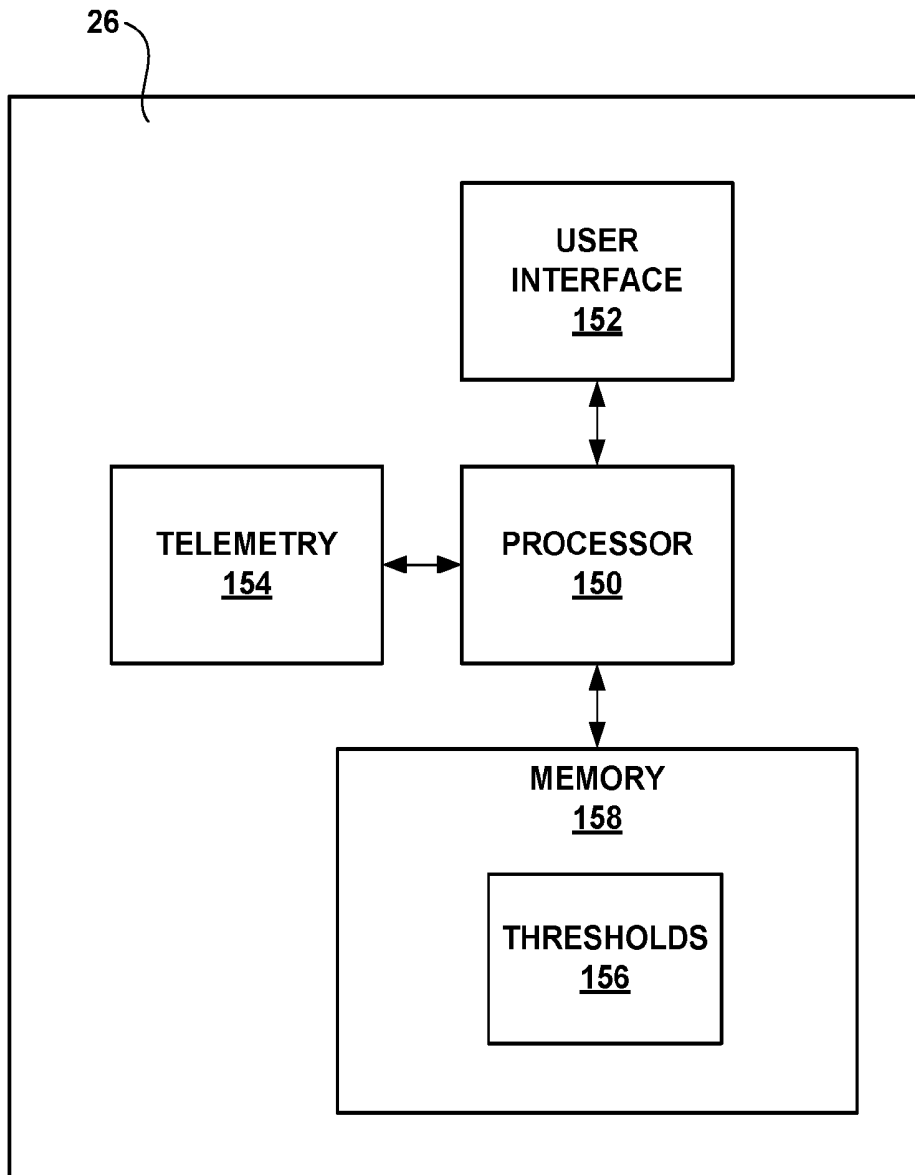 26
USER
INTERFACE
152
TELEMETRY
154
PROCESSOR
150
MEMORY
158
THRESHOLDS
156